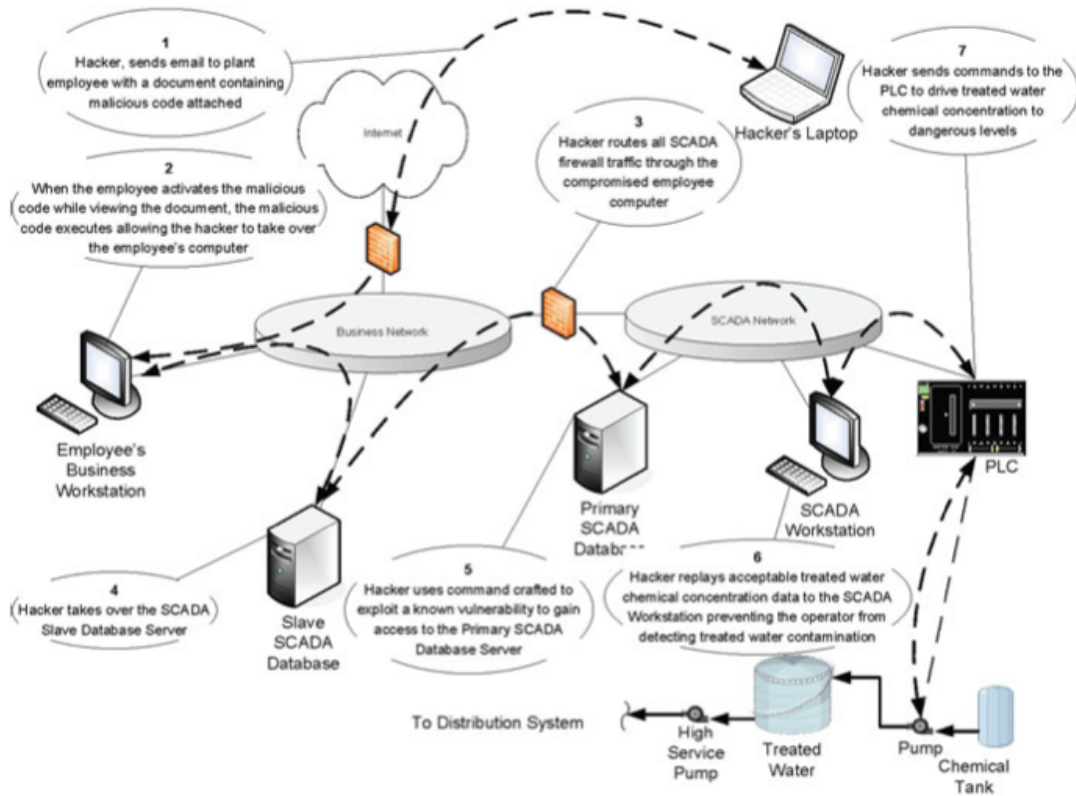 1
Hacker, sends email to plant
employee with a document containing
malicious code attached
Internet
Hacker's Laptop
7
Hacker sends commands to the
PLC to drive treated water
chemical concentration to
dangerous levels
2
When the employee activates the malicious
code while viewing the document, the malicious
code executes allowing the hacker to take over
the employee's computer
3
Hacker routes all SCADA
firewall traffic through the
compromised employee
computer
Business Network
SCADA Network
Employee's
Business
Workstation
Primary
SCADA
SCADA
Workstation
PLC
4
Hacker takes over the SCADA
Slave Database Server
Slave
SCADA
Database
5
Hacker uses command crafted to
exploit a known vulnerability to gain
access to the Primary SCADA
Database Server
6
Hacker replays acceptable treated water
chemical concentration data to the SCADA
Workstation preventing the operator from
detecting treated water contamination
To Distribution System
High
Service
Pump
Treated
Water
Pump
Chemical
Tank